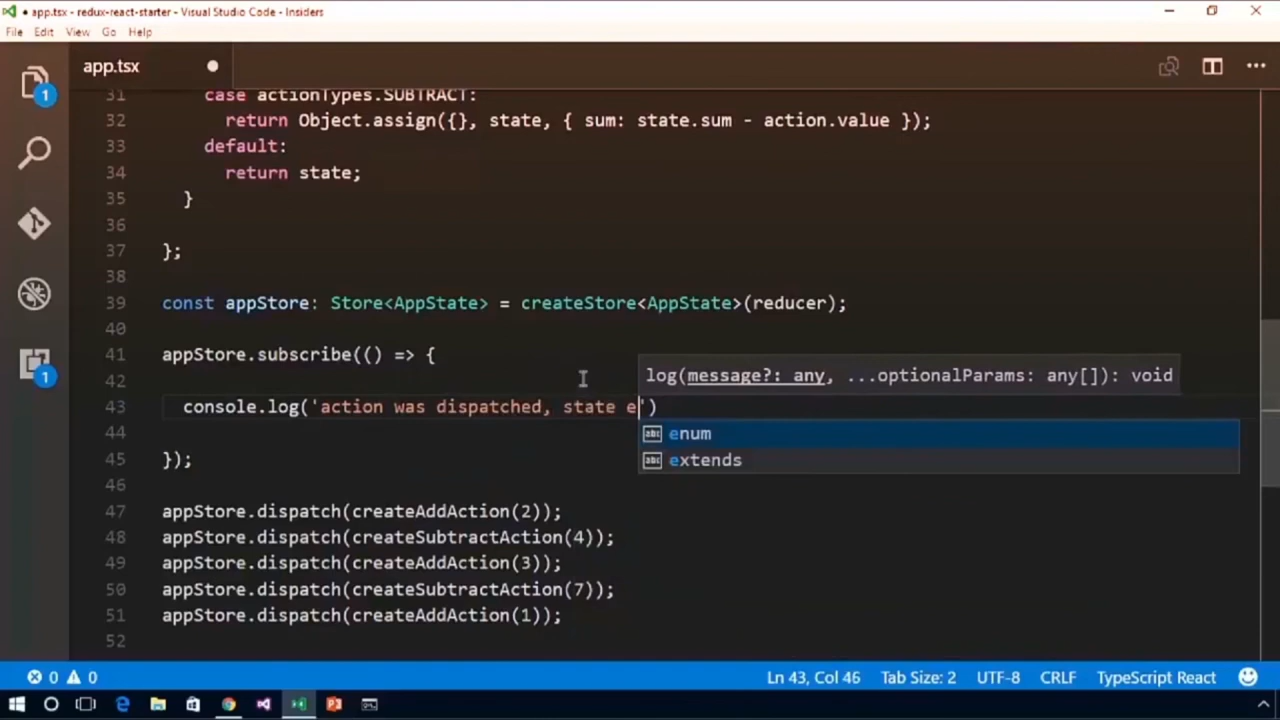 ● app.tsx - redux-react-starter - Visual Studio Code - Insiders
File Edit View Go Help
app.tsx
31 case actionTypes.SUBTRACT:
32 return Object.assign({}, state, { sum: state.sum - action.value });
33 default:
34 return state;
35 }
36
37 };
38
39 const appStore: Store<AppState> = createStore<AppState>(reducer);
40
41 appStore.subscribe(() => {
42
log(message?: any, ...optionalParams: any[]): void
43 console.log('action was dispatched, state e')
44
enum
extends
45 });
46
47 appStore.dispatch(createAddAction(2));
48 appStore.dispatch(createSubtractAction(4));
49 appStore.dispatch(createAddAction(3));
50 appStore.dispatch(createSubtractAction(7));
51 appStore.dispatch(createAddAction(1));
52
1
1
0 0 Ln 43, Col 46 Tab Size: 2 UTF-8 CRLF TypeScript React